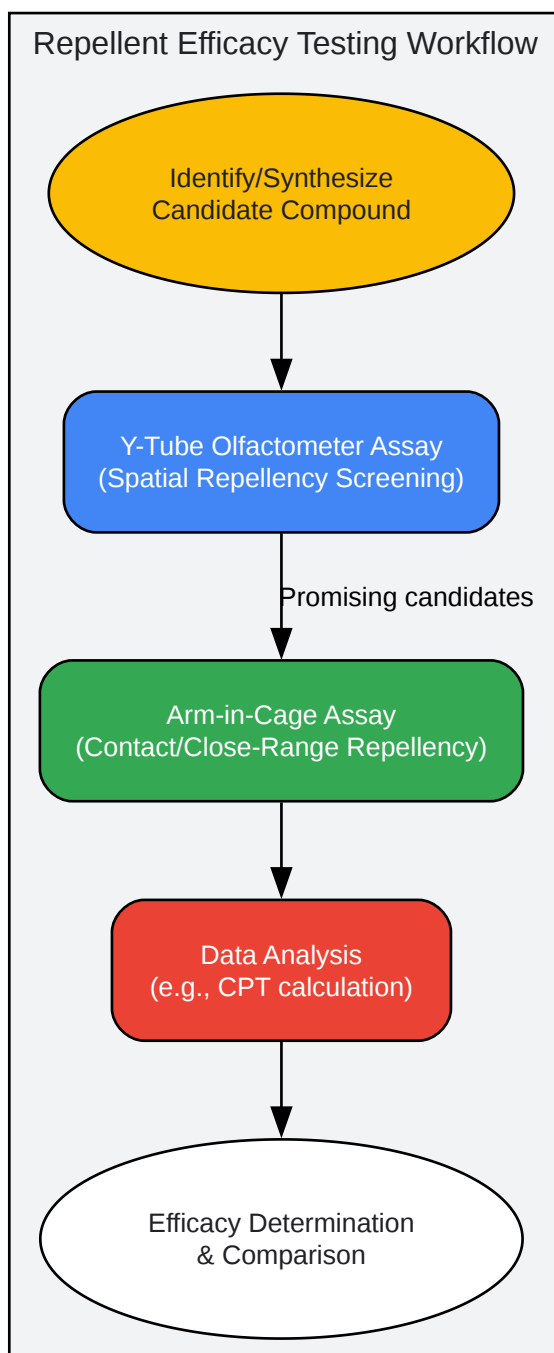 Repellent Efficacy Testing Workflow
Identify/Synthesize
Candidate Compound
Y-Tube Olfactometer Assay
(Spatial Repellency Screening)
Promising candidates
Arm-in-Cage Assay
(Contact/Close-Range Repellency)
Data Analysis
(e.g., CPT calculation)
Efficacy Determination
& Comparison